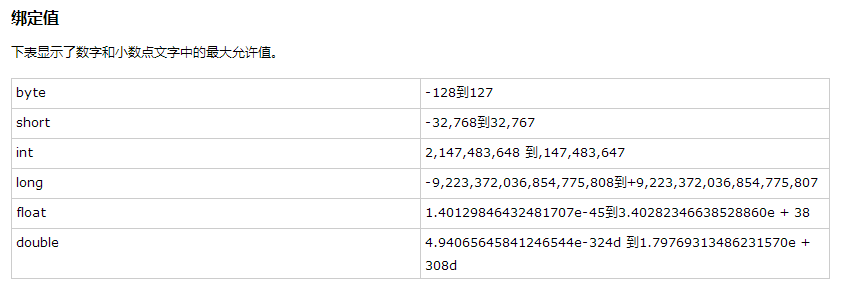 绑定值
下表显示了数字和小数点文字中的最大允许值。
byte -128到127
short -32,768到32,767
int 2,147,483,648 到,147,483,647
long -9,223,372,036,854,775,808到+9,223,372,036,854,775,807
float 1.40129846432481707e-45到3.40282346638528860e + 38
double 4.94065645841246544e-324d 到1.79769313486231570e +
308d